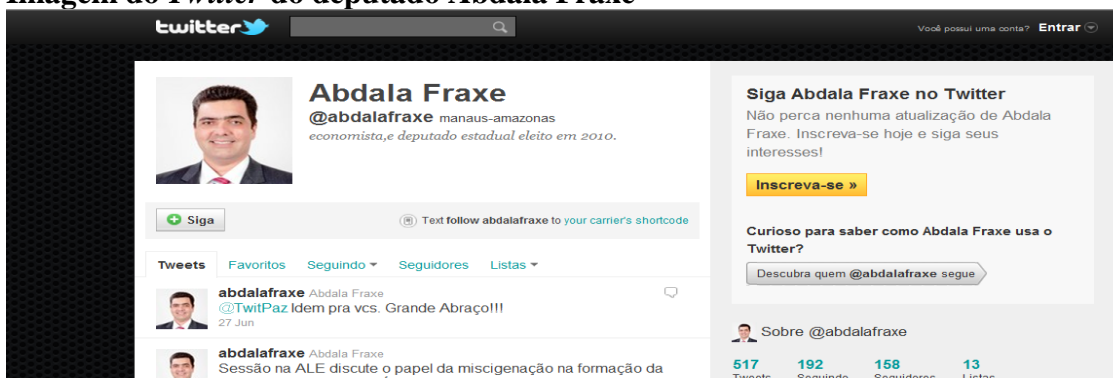 Imagem do Twitter do deputado Abdala Fraxe
twitter
Você possui uma conta? Entrar
Abdala Fraxe
@abdalafraxe manaus-amazonas
economista,e deputado estadual eleito em 2010.
Siga
Text follow abdalafraxe to your carrier's shortcode
Tweets Favoritos Seguindo Seguidores Listas
abdalafraxe Abdala Fraxe
@TwitPaz Idem pra vcs. Grande Abraço!!!
27 Jun
abdalafraxe Abdala Fraxe
Sessão na ALE discute o papel da miscigenação na formação da
Siga Abdala Fraxe no Twitter
Não perca nenhuma atualização de Abdala
Fraxe. Inscreva-se hoje e siga seus
interesses!
Inscreva-se »
Curioso para saber como Abdala Fraxe usa o
Twitter?
Descubra quem @abdalafraxe segue
Sobre @abdalafraxe
517 192 158 13
Tweets Seguindo Seguidores Listas